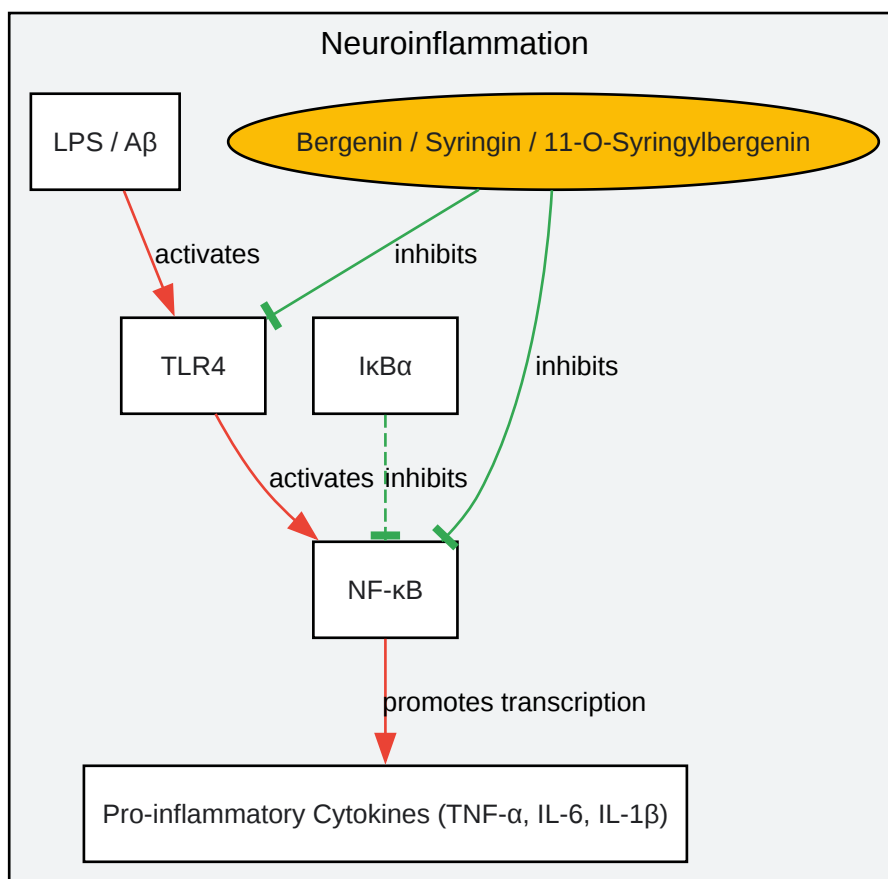 Neuroinflammation
LPS / Aβ
Bergenin / Syringin / 11-O-Syringylbergenin
activates
inhibits
TLR4
IκBα
inhibits
activates
inhibits
NF-κB
promotes transcription
Pro-inflammatory Cytokines (TNF-α, IL-6, IL-1β)